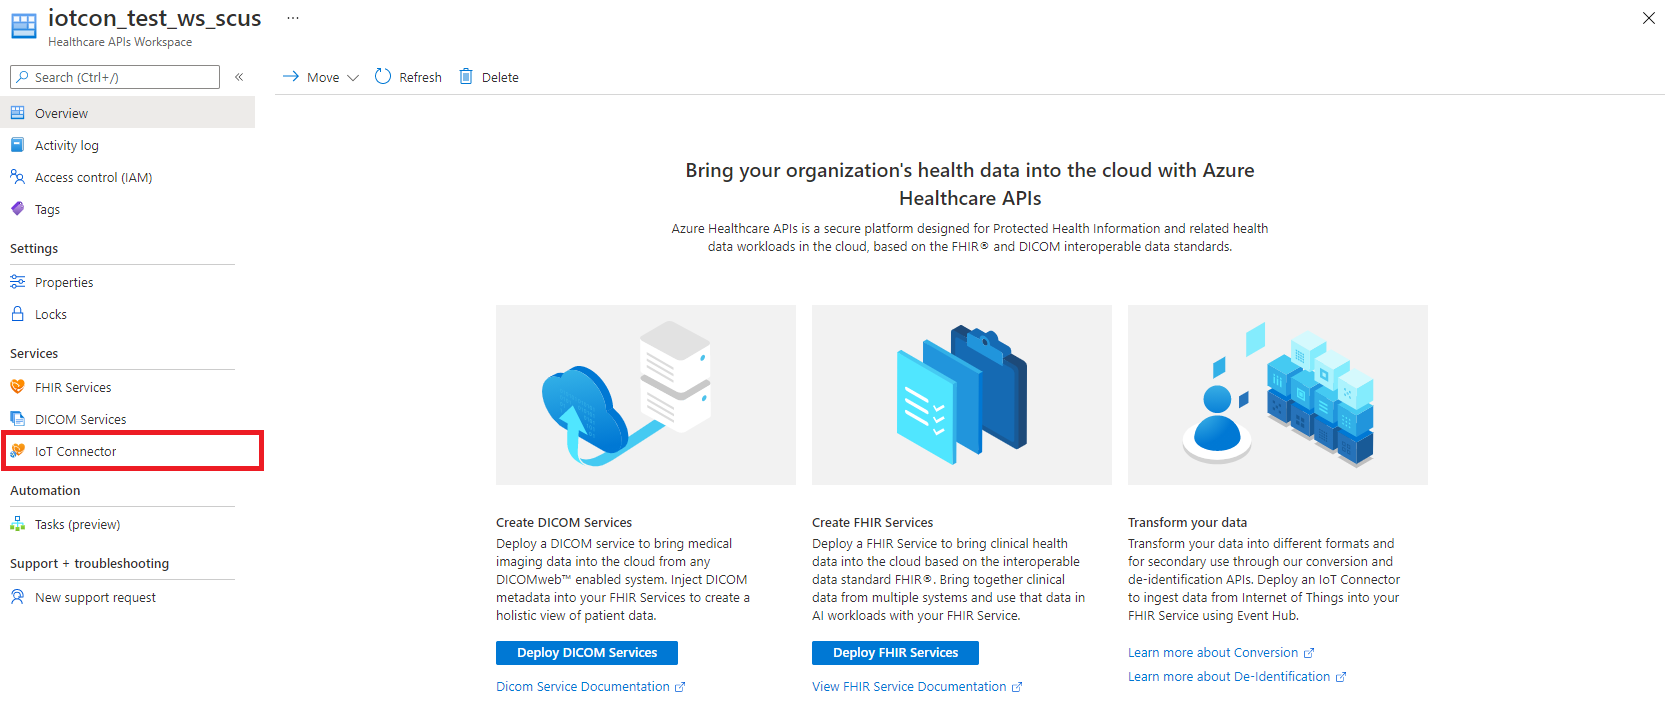 iotcon_test_ws_scus ...
Healthcare APIs Workspace
Search (Ctrl+/) «
Overview
Activity log
Access control (IAM)
Tags
Settings
Properties
Locks
Services
FHIR Services
DICOM Services
IoT Connector
Automation
Tasks (preview)
Support + troubleshooting
New support request
Move Refresh Delete
Bring your organization's health data into the cloud with Azure
Healthcare APIs
Azure Healthcare APIs is a secure platform designed for Protected Health Information and related health
data workloads in the cloud, based on the FHIR® and DICOM interoperable data standards.
Create DICOM Services
Deploy a DICOM service to bring medical
imaging data into the cloud from any
DICOMweb™ enabled system. Inject DICOM
metadata into your FHIR Services to create a
holistic view of patient data.
Deploy DICOM Services
Dicom Service Documentation
Create FHIR Services
Deploy a FHIR Service to bring clinical health
data into the cloud based on the interoperable
data standard FHIR®. Bring together clinical
data from multiple systems and use that data in
AI workloads with your FHIR Service.
Deploy FHIR Services
View FHIR Service Documentation
Transform your data
Transform your data into different formats and
for secondary use through our conversion and
de-identification APIs. Deploy an IoT Connector
to ingest data from Internet of Things into your
FHIR Service using Event Hub.
Learn more about Conversion
Learn more about De-Identification